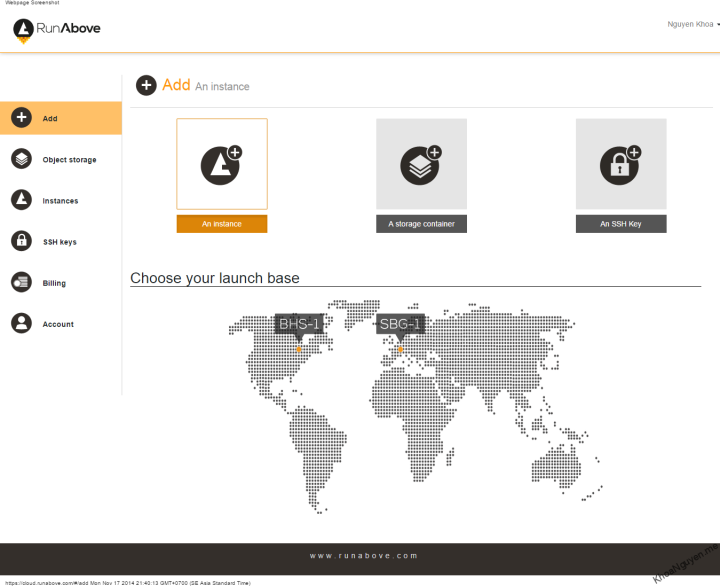 Webpage Screenshot
RunAbove
Nguyen Khoa
Add An instance
Add
Object storage
Instances
SSH keys
Billing
Account
An instance
A storage container
An SSH Key
Choose your launch base
BHS-1
SBG-1
www.runabove.com
KhoaNguyen.me
https://cloud.runabove.com/#/add Mon Nov 17 2014 21:40:13 GMT+0700 (SE Asia Standard Time)